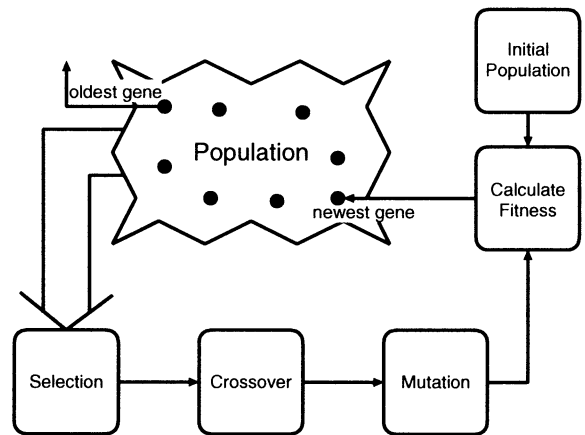 Initial
Population
oldest gene
Population
Calculate
Fitness
newest gene
Selection
Crossover
Mutation